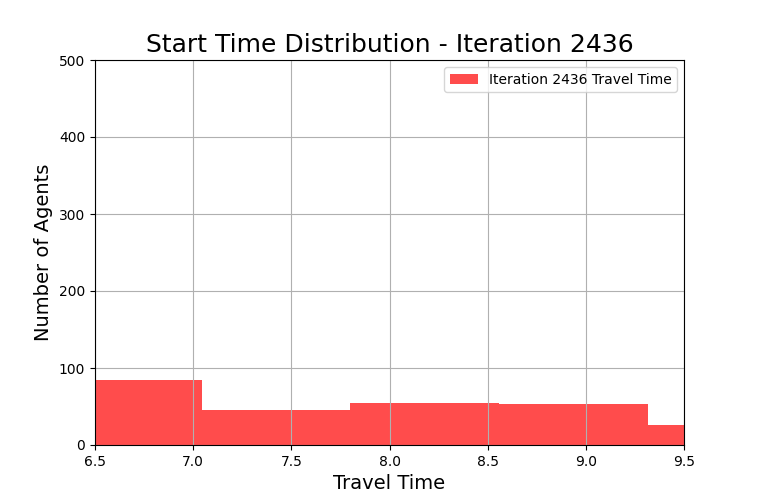 Start Time Distribution - Iteration 2436
500
Iteration 2436 Travel Time
400
300
200
100
0
Number of Agents
6.5 7.0 7.5 8.0 8.5 9.0 9.5
Travel Time